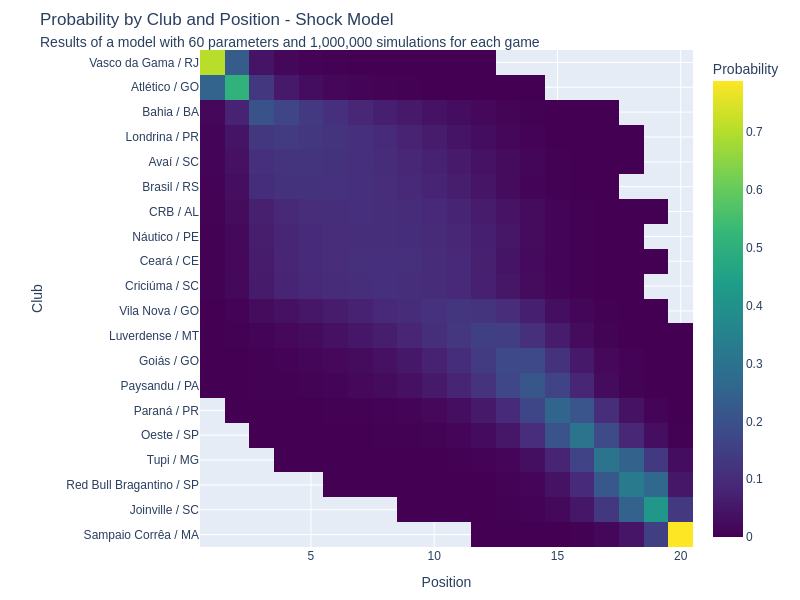 Probability by Club and Position - Shock Model
Results of a model with 60 parameters and 1,000,000 simulations for each game
Probability
Vasco da Gama / RJ
Atlético / GO
Bahia / BA
Londrina / PR
Avaí / SC
Brasil / RS
CRB / AL
Náutico / PE
Ceará / CE
Criciúma / SC
Vila Nova / GO
Luverdense / MT
Goiás / GO
Paysandu / PA
Paraná / PR
Oeste / SP
Tupi / MG
Red Bull Bragantino / SP
Joinville / SC
Sampaio Corrêa / MA
Club
5
10
15
20
Position
0.7
0.6
0.5
0.4
0.3
0.2
0.1
0